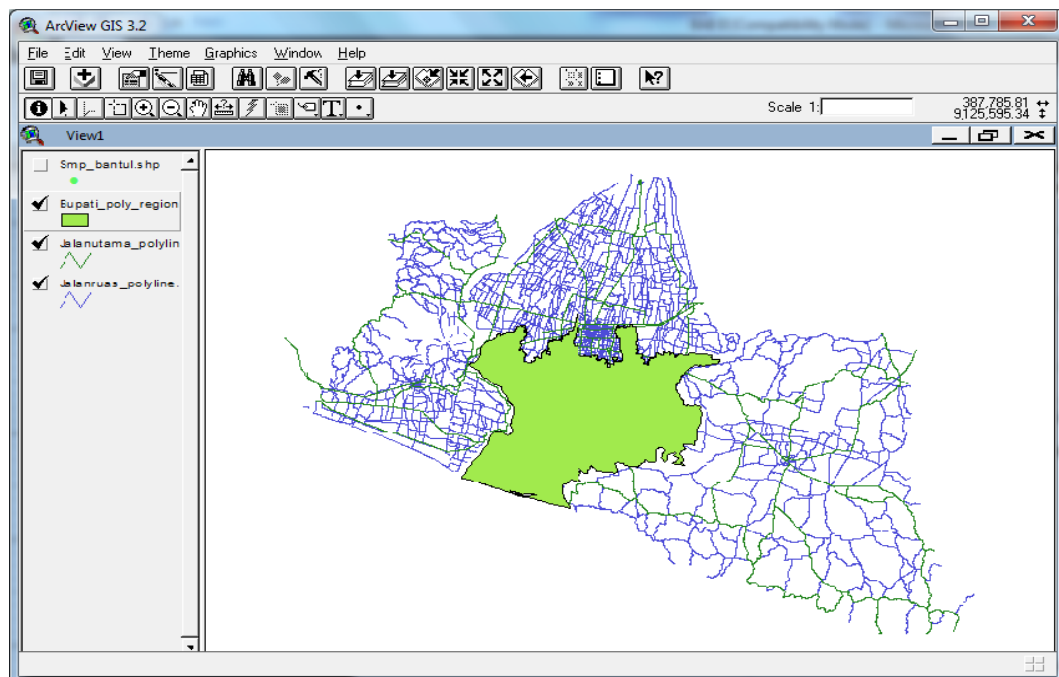 ArcView GIS 3.2
File Edit View Theme Graphics Window Help
Scale 1:
387,785.81
9,125,595.34
View1
Smp_bantul.shp
Bupati_poly_region
Jalanutama_polylin
Jalanruas_polyline.